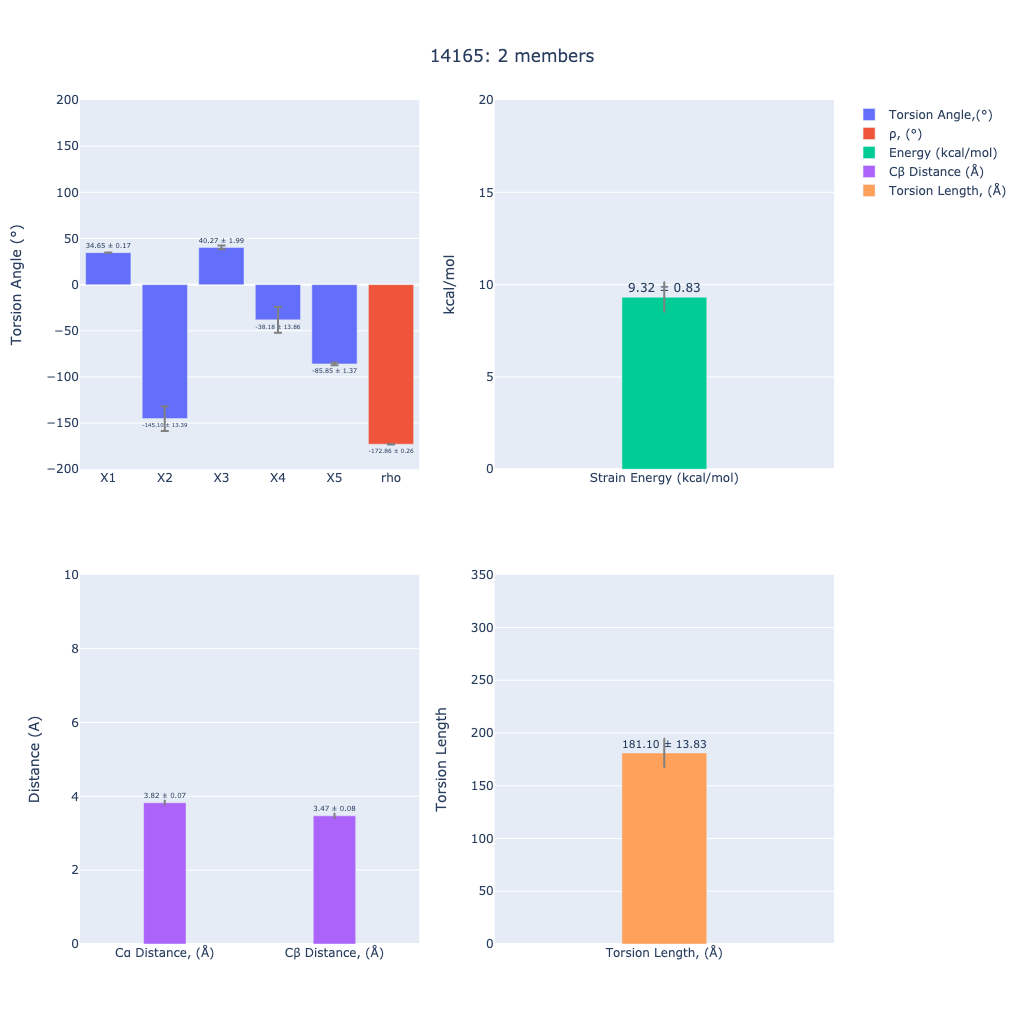 14165: 2 members
Torsion Angle (°)
200
150
100
50
0
−50
−100
−150
−200
34.65 ± 0.17
-145.10 ± 13.39
40.27 ± 1.99
-38.18 ± 13.86
-85.85 ± 1.37
-172.86 ± 0.26
X1 X2 X3 X4 X5 rho
kcal/mol
20
15
10
5
0
9.32 ± 0.83
Strain Energy (kcal/mol)
Torsion Angle,(°)
ρ, (°)
Energy (kcal/mol)
Cβ Distance (Å)
Torsion Length, (Å)
Distance (A)
10
8
6
4
2
0
3.82 ± 0.07
3.47 ± 0.08
Cα Distance, (Å) Cβ Distance, (Å)
Torsion Length
350
300
250
200
150
100
50
0
181.10 ± 13.83
Torsion Length, (Å)